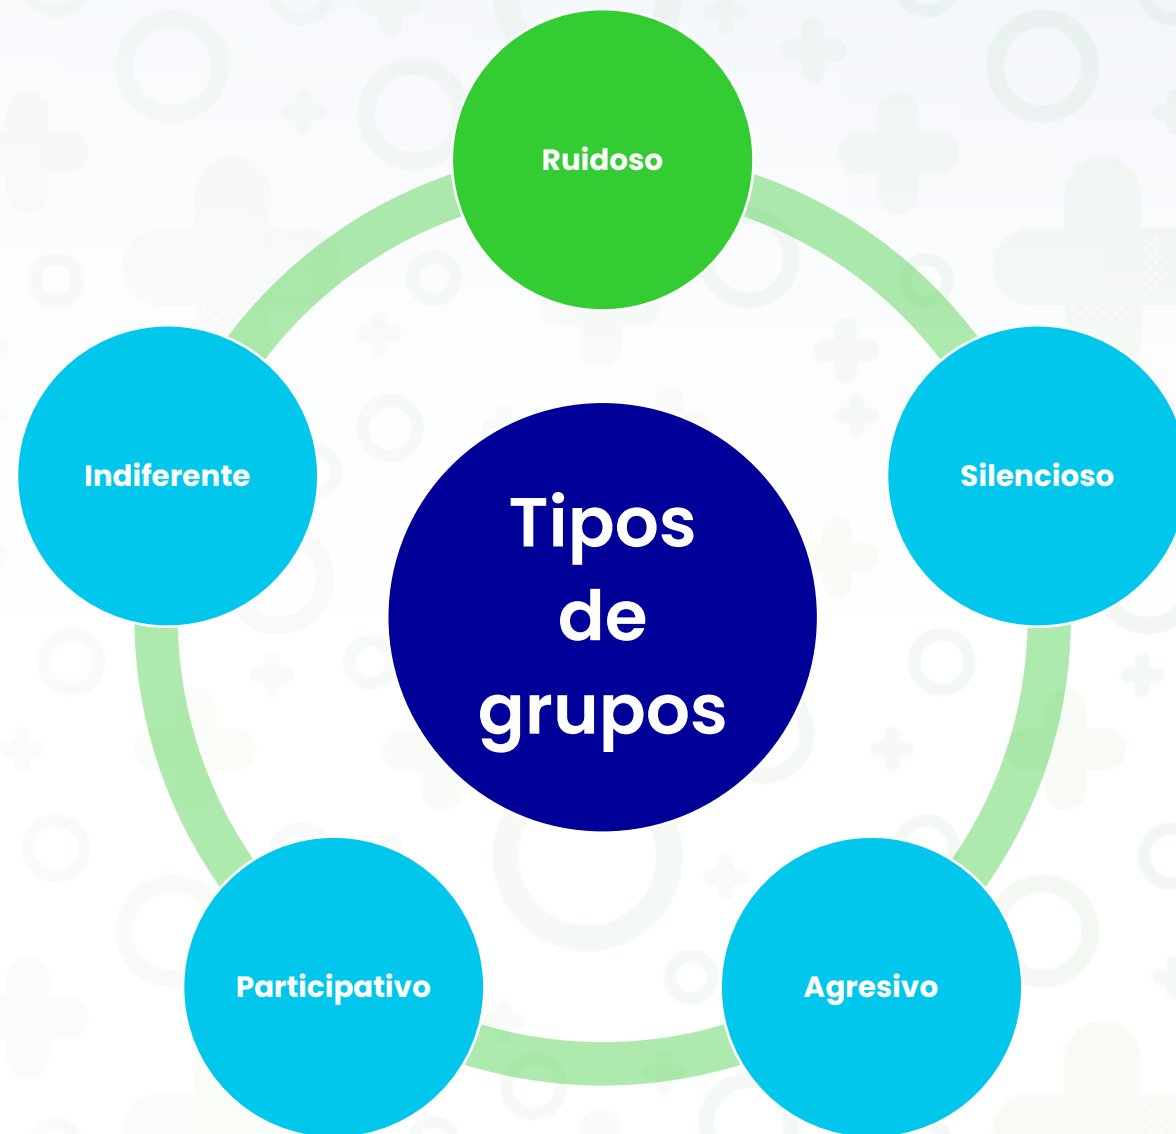 Ruidoso
Indiferente
Silencioso
Tipos
de
grupos
Participativo
Agresivo